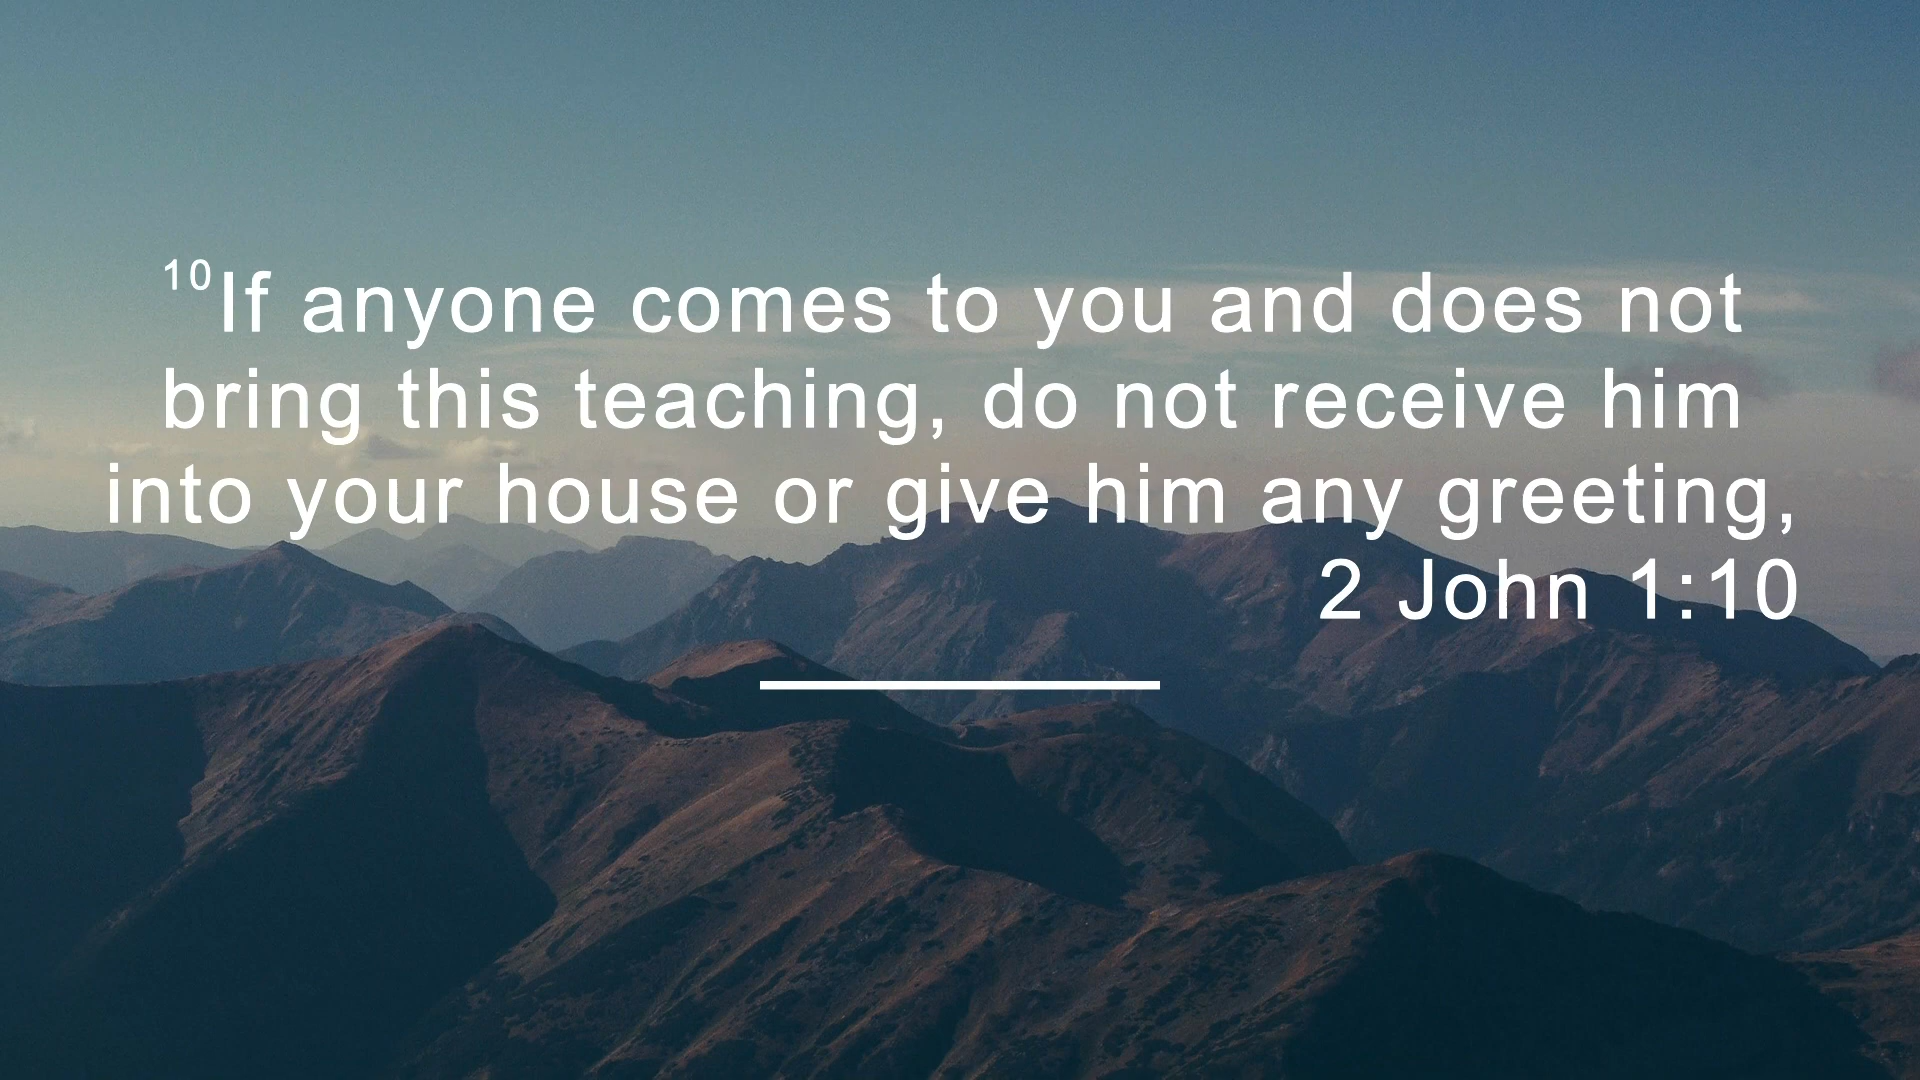 10If anyone comes to you and does not
bring this teaching, do not receive him
into your house or give him any greeting,
2 John 1:10